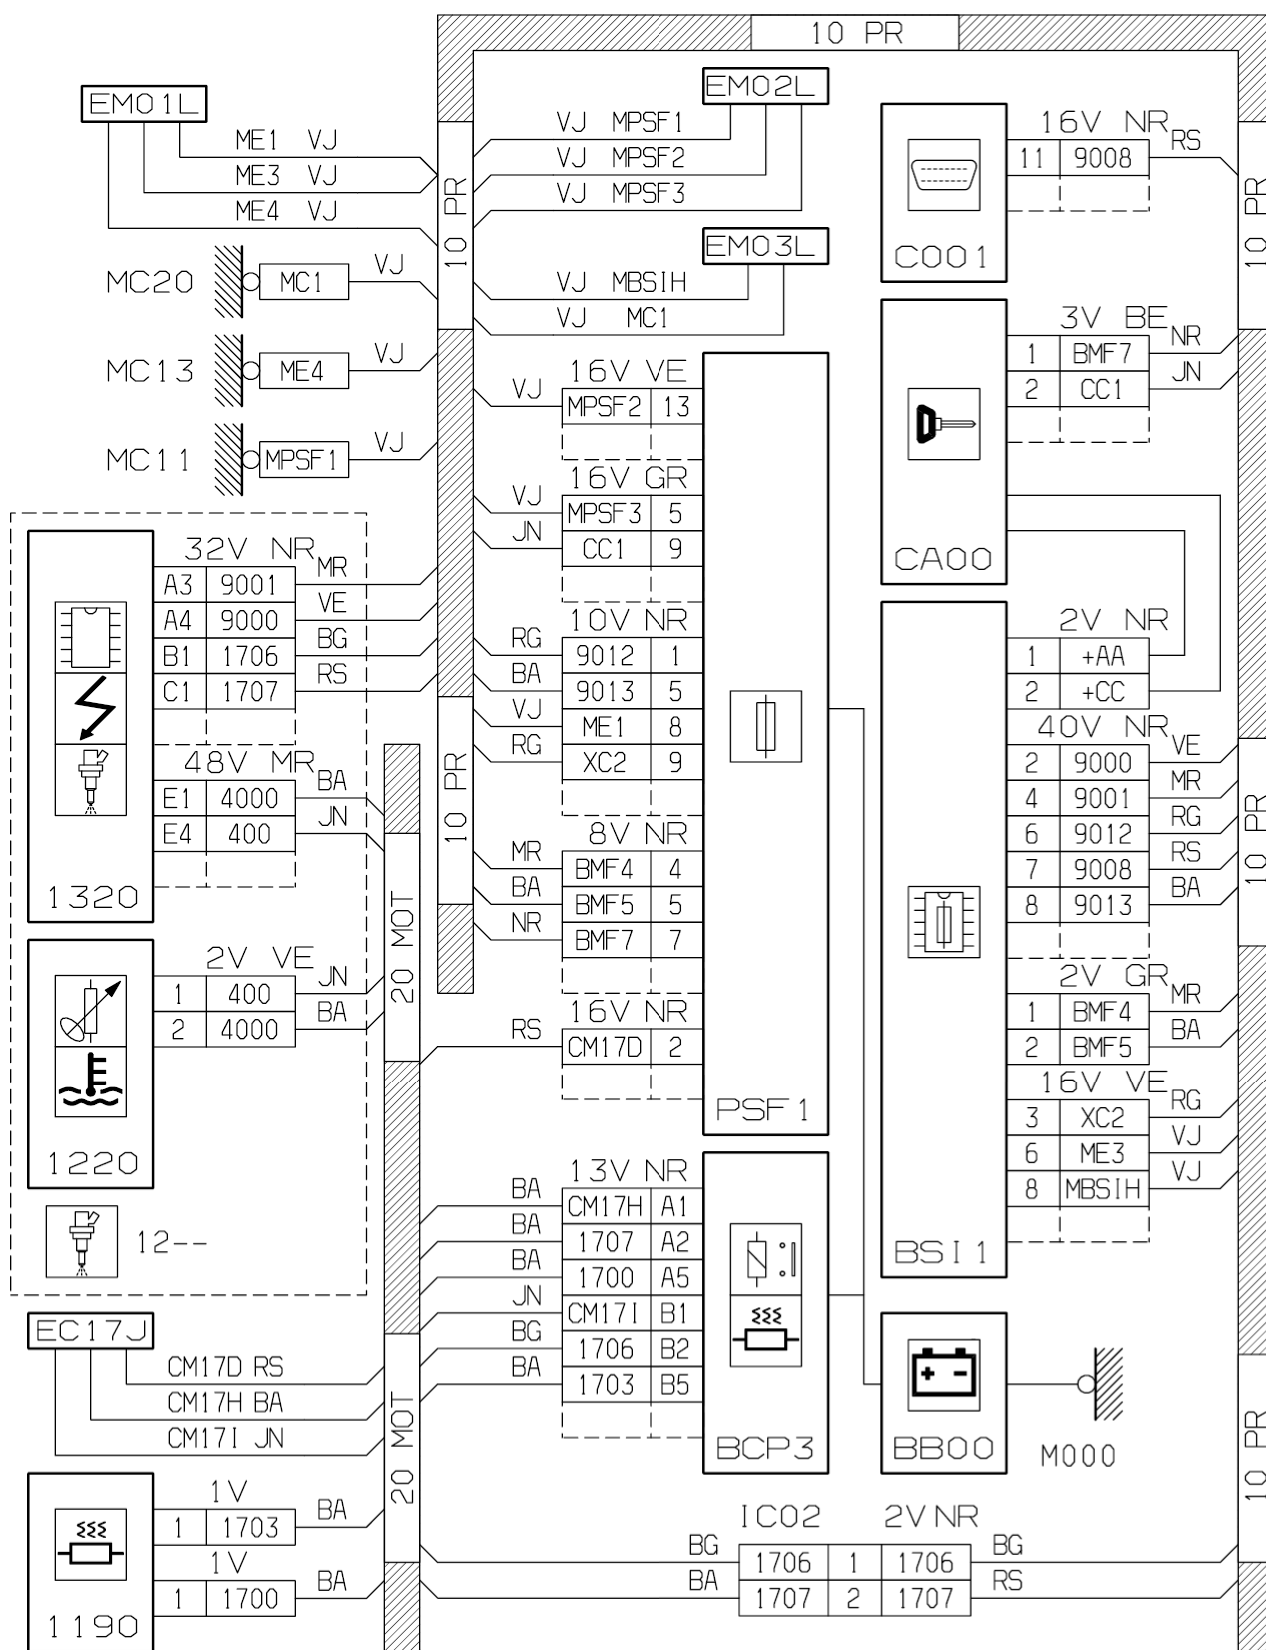 10 PR
EM01L
ME1 VJ
ME3 VJ
ME4 VJ
10 PR
MC20
MC1
VJ
MC13
ME4
VJ
MC11
MPSF1
VJ
EM02L
VJ MPSF1
VJ MPSF2
VJ MPSF3
EM03L
VJ MBSIH
VJ MC1
16V NR
11 9008 RS
C001
10 PR
3V BE
1 BMF7 NR
2 CC1 JN
CA00
16V VE
VJ MPSF2 13
16V GR
VJ MPSF3 5
JN CC1 9
10V NR
RG 9012 1
BA 9013 5
VJ ME1 8
RG XC2 9
8V NR
MR BMF4 4
BA BMF5 5
NR BMF7 7
16V NR
RS CM17D 2
PSF1
32V NR
A3 9001 MR
A4 9000 VE
B1 1706 BG
C1 1707 RS
48V MR
E1 4000 BA
E4 400 JN
1320
10 PR
20 MOT
2V VE
1 400 JN
2 4000 BA
1220
12--
2V NR
1 +AA
2 +CC
40V NR
2 9000 VE
4 9001 MR
6 9012 RG
7 9008 RS
8 9013 BA
10 PR
2V GR
1 BMF4 MR
2 BMF5 BA
16V VE
3 XC2 RG
6 ME3 VJ
8 MBSIH VJ
BSI1
13V NR
BA CM17H A1
BA 1707 A2
BA 1700 A5
JN CM17I B1
BG 1706 B2
BA 1703 B5
BCP3
+ -
BB00
M000
EC17J
CM17D RS
CM17H BA
CM17I JN
20 MOT
10 PR
1V
1 1703 BA
1V
1 1700 BA
1190
IC02 2V NR
BG 1706 1 1706 BG
BA 1707 2 1707 RS